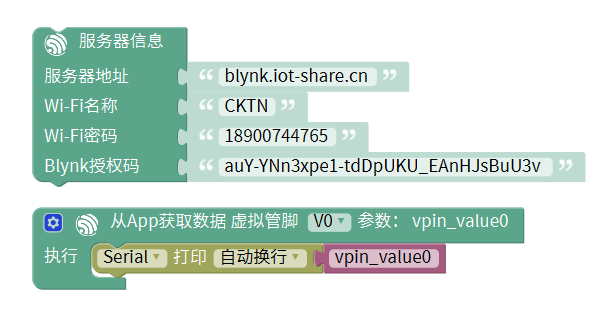 服务器信息
服务器地址 “ blynk.iot-share.cn ”
Wi-Fi名称 “ CKTN ”
Wi-Fi密码 “ 18900744765 ”
Blynk授权码 “ auY-YNn3xpe1-tdDpUKU_EAnHJsBuU3v ”
从App获取数据 虚拟管脚 V0 参数： vpin_value0
执行 Serial 打印 自动换行 vpin_value0